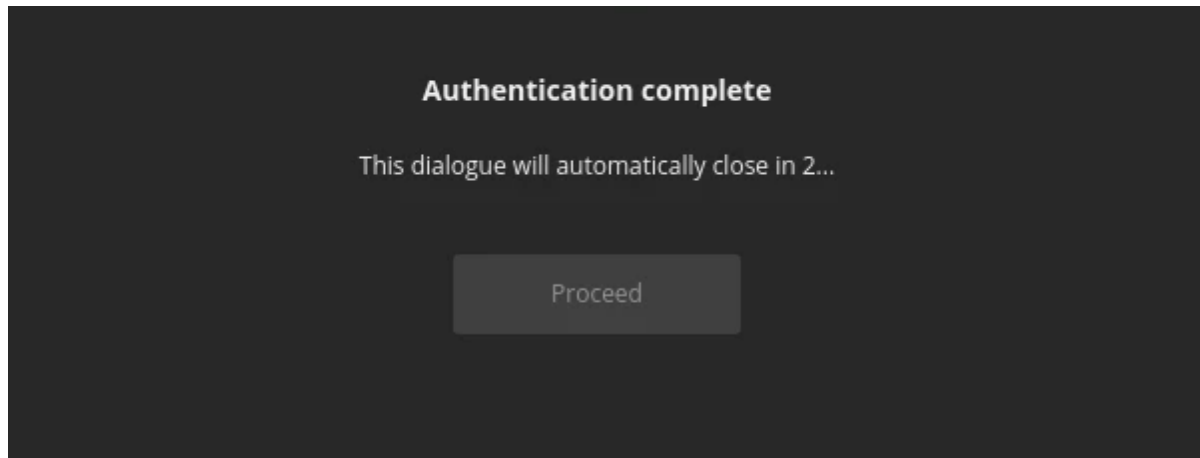 Authentication complete
This dialogue will automatically close in 2...
Proceed